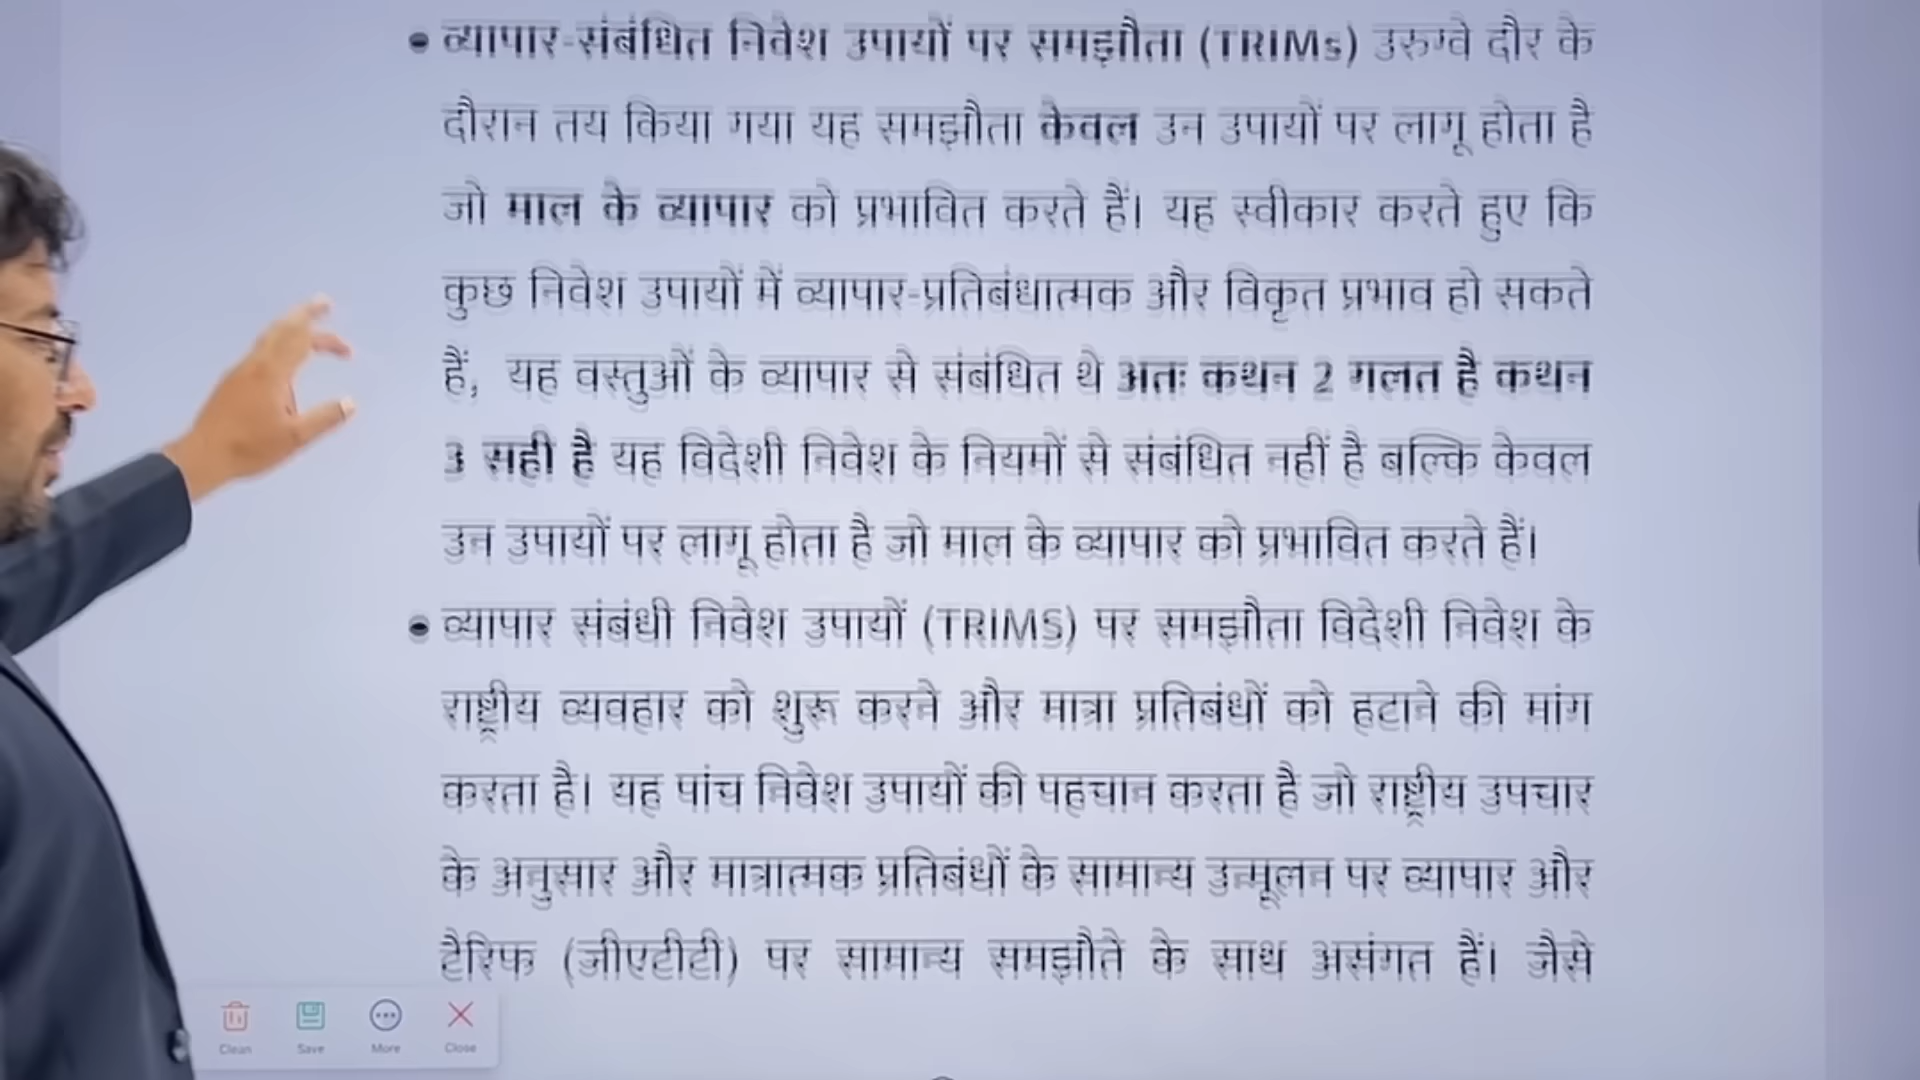 • व्यापार-संबंधित निवेश उपायों पर समझौता (TRIMs) उरुग्वे दौर के
दौरान तय किया गया यह समझौता केवल उन उपायों पर लागू होता है
जो माल के व्यापार को प्रभावित करते हैं। यह स्वीकार करते हुए कि
कुछ निवेश उपायों में व्यापार-प्रतिबंधात्मक और विकृत प्रभाव हो सकते
हैं, यह वस्तुओं के व्यापार से संबंधित थे अतः कथन 2 गलत है कथन
3 सही है यह विदेशी निवेश के नियमों से संबंधित नहीं है बल्कि केवल
उन उपायों पर लागू होता है जो माल के व्यापार को प्रभावित करते हैं।
• व्यापार संबंधी निवेश उपायों (TRIMS) पर समझौता विदेशी निवेश के
राष्ट्रीय व्यवहार को शुरू करने और मात्रा प्रतिबंधों को हटाने की मांग
करता है। यह पांच निवेश उपायों की पहचान करता है जो राष्ट्रीय उपचार
के अनुसार और मात्रात्मक प्रतिबंधों के सामान्य उन्मूलन पर व्यापार और
टैरिफ (जीएटीटी) पर सामान्य समझौते के साथ असंगत हैं। जैसे
Clean Save More Close